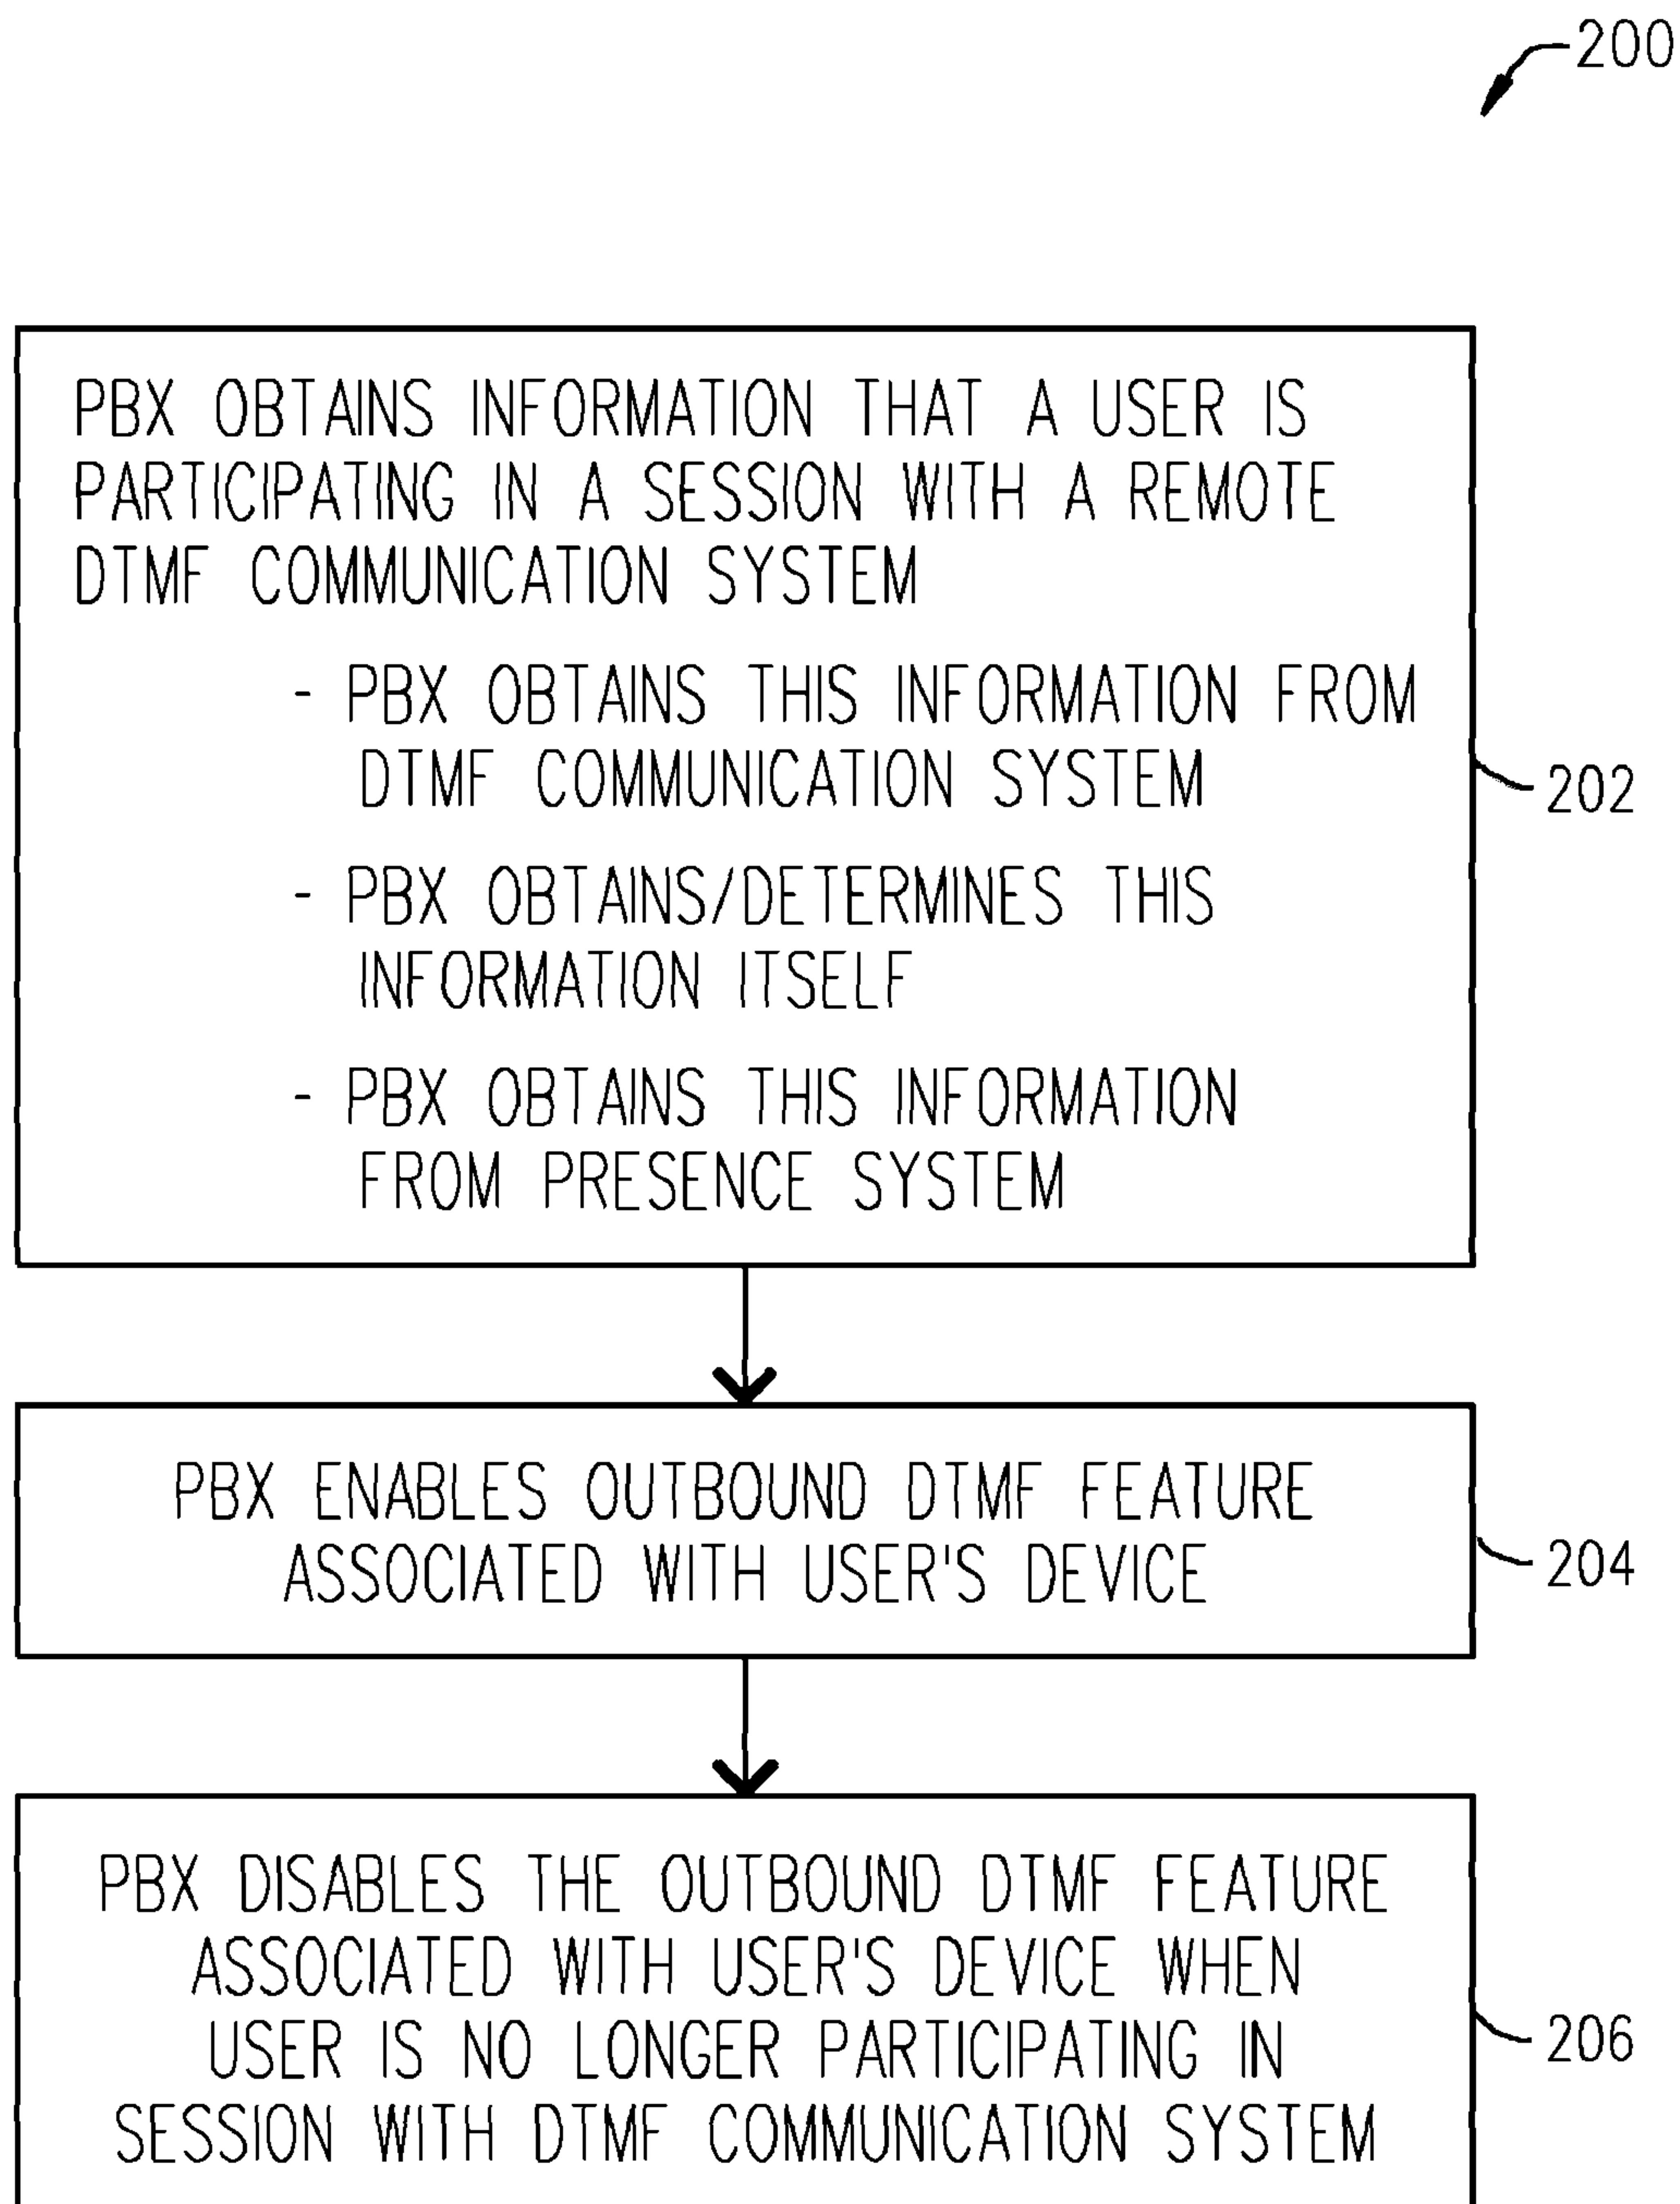 200
PBX OBTAINS INFORMATION THAT A USER IS
PARTICIPATING IN A SESSION WITH A REMOTE
DTMF COMMUNICATION SYSTEM
- PBX OBTAINS THIS INFORMATION FROM
DTMF COMMUNICATION SYSTEM
- PBX OBTAINS/DETERMINES THIS
INFORMATION ITSELF
- PBX OBTAINS THIS INFORMATION
FROM PRESENCE SYSTEM
202
PBX ENABLES OUTBOUND DTMF FEATURE
ASSOCIATED WITH USER'S DEVICE
204
PBX DISABLES THE OUTBOUND DTMF FEATURE
ASSOCIATED WITH USER'S DEVICE WHEN
USER IS NO LONGER PARTICIPATING IN
SESSION WITH DTMF COMMUNICATION SYSTEM
206